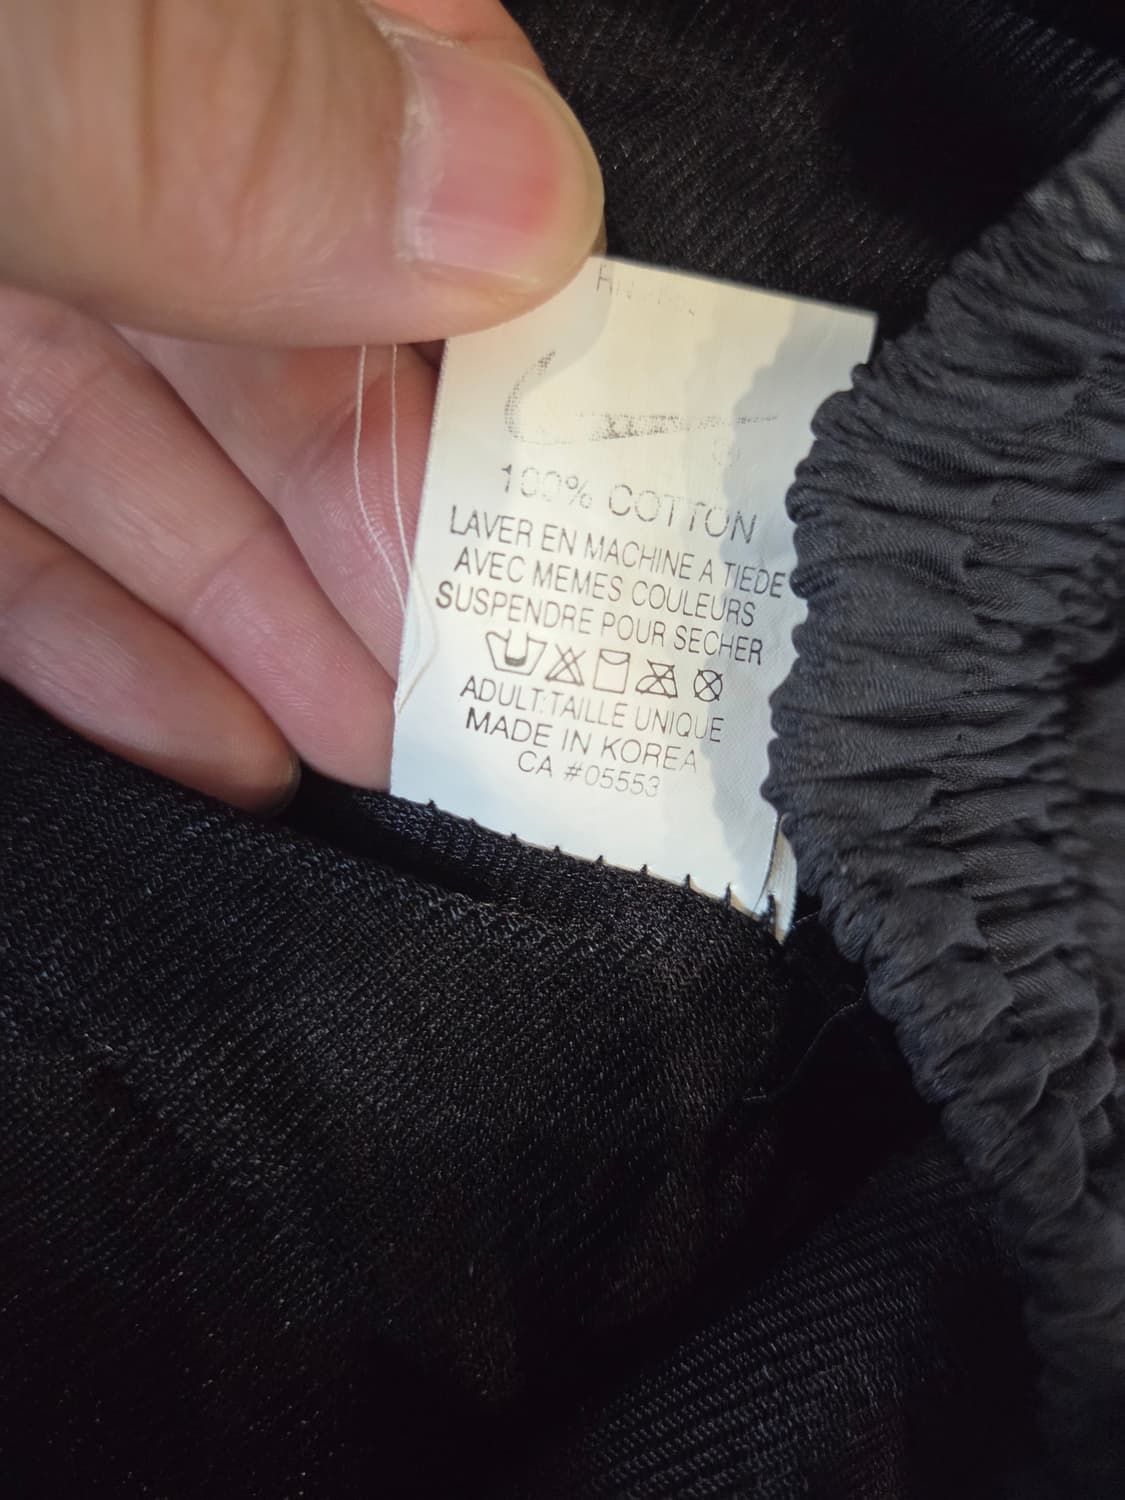 100% COTTON
LAVER EN MACHINE A TIEDE
AVEC MEMES COULEURS
SUSPENDRE POUR SECHER
ADULT:TAILLE UNIQUE
MADE IN KOREA
CA #05553